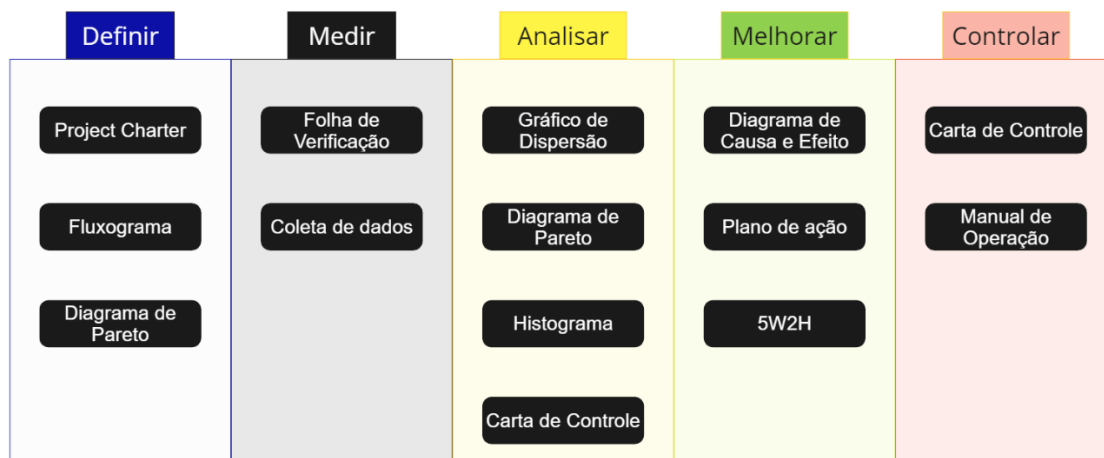 Definir
Medir
Analisar
Melhorar
Controlar
Project Charter
Fluxograma
Diagrama de
Pareto
Folha de
Verificação
Coleta de dados
Gráfico de
Dispersão
Diagrama de
Pareto
Histograma
Carta de Controle
Diagrama de
Causa e Efeito
Plano de ação
5W2H
Carta de Controle
Manual de
Operação